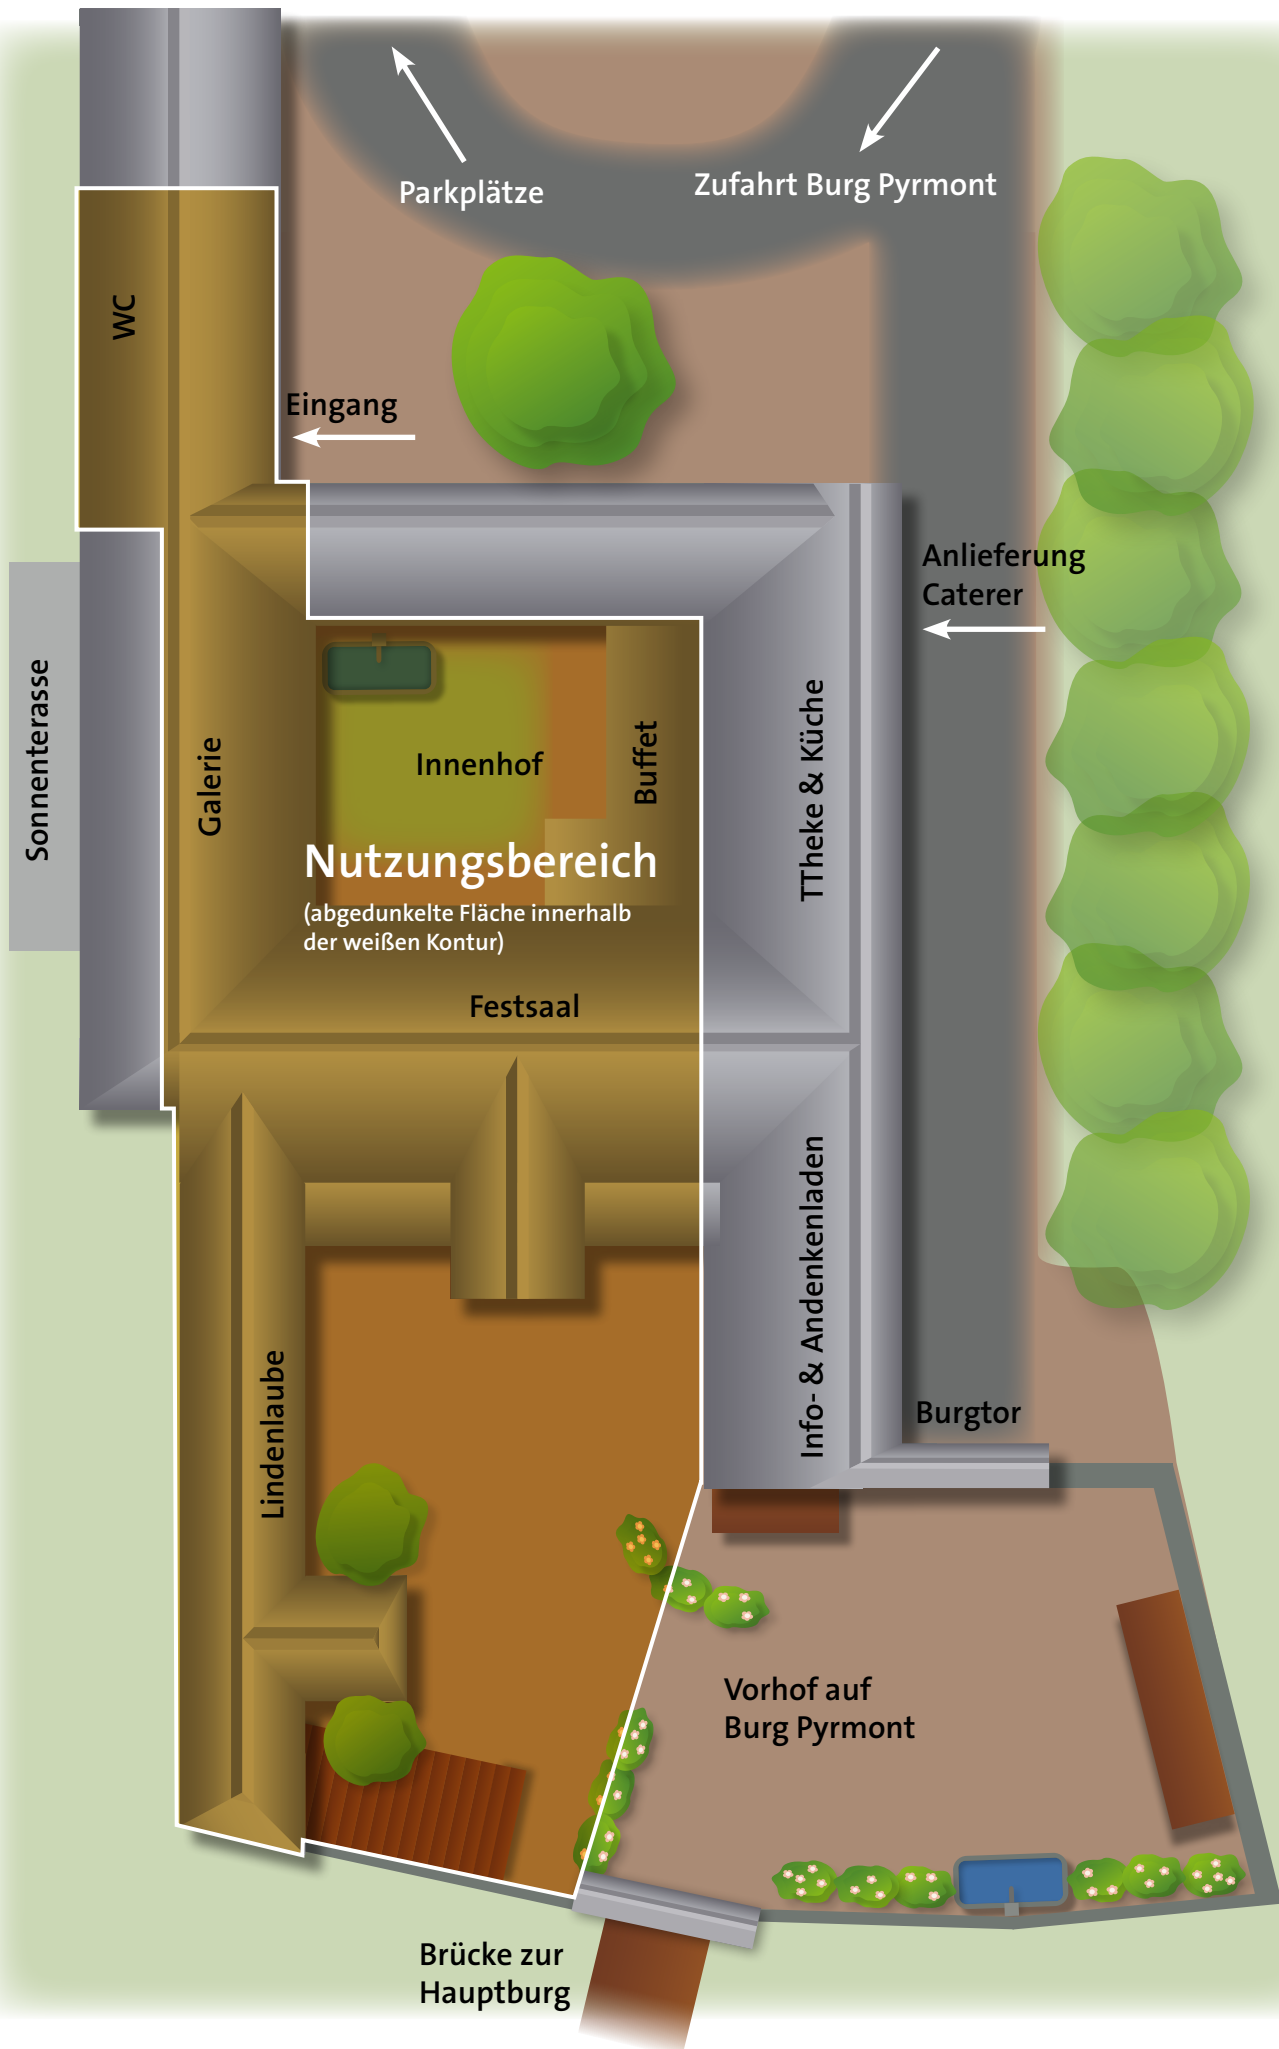 Parkplätze
Zufahrt Burg Pyrmont
WC
Eingang
Anlieferung
Caterer
Sonnenterasse
Galerie
Innenhof
Buffet
TTheke & Küche
Nutzungsbereich
(abgedunkelte Fläche innerhalb
der weißen Kontur)
Festsaal
Lindenlaube
Info- & Andenkenladen
Burgtor
Vorhof auf
Burg Pyrmont
Brücke zur
Hauptburg